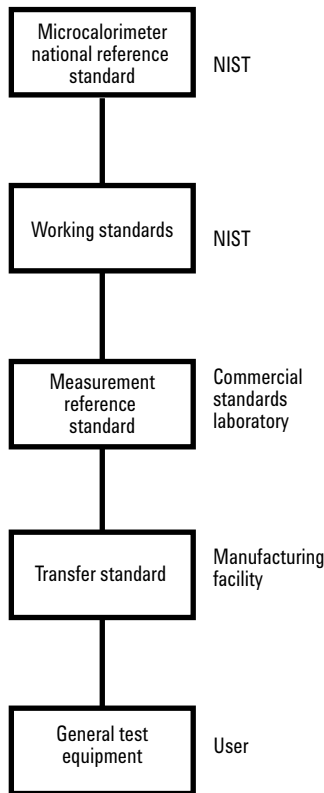 Microcalorimeter
national reference
standard
NIST
Working standards
NIST
Measurement
reference
standard
Commercial
standards
laboratory
Transfer standard
Manufacturing
facility
General test
equipment
User